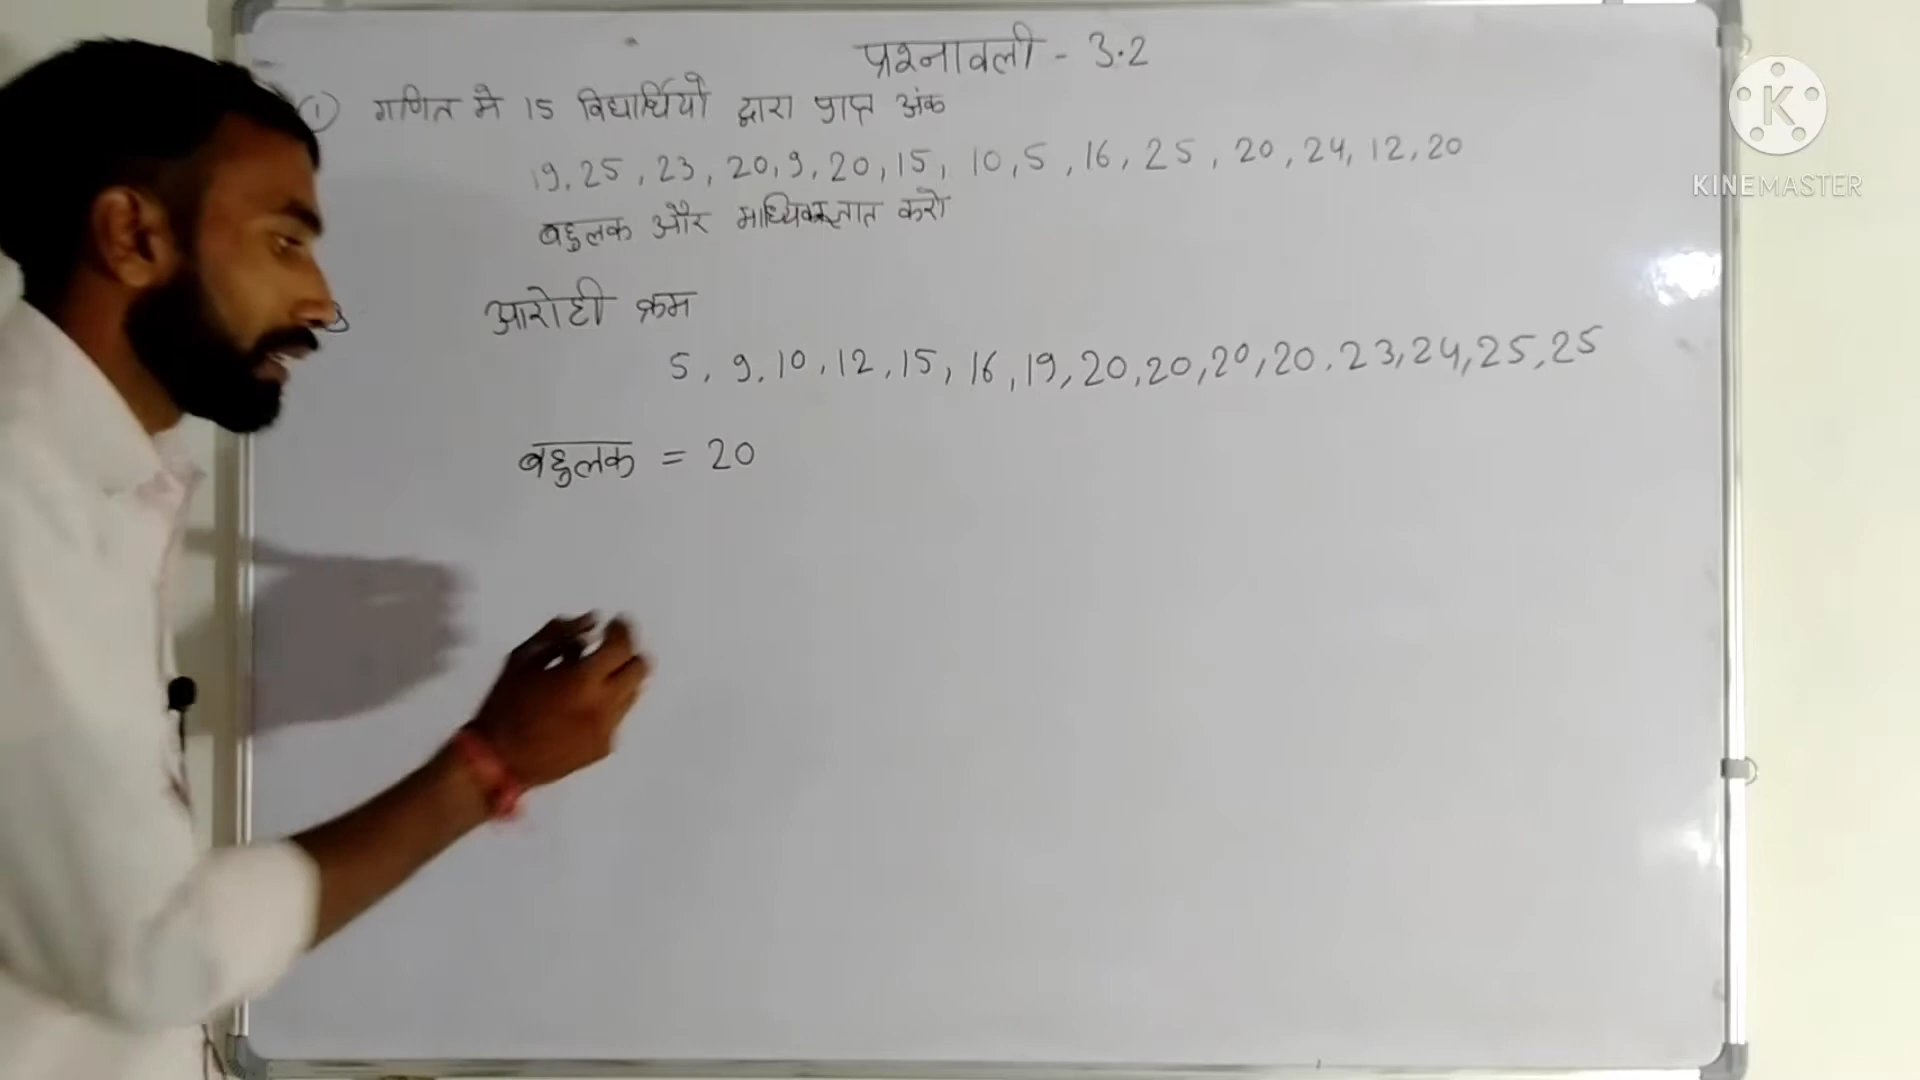 प्रश्नावली - 3.2
① गणित मे 15 विद्यार्थियो द्वारा प्राप्त अंक
19, 25, 23, 20, 9, 20, 15, 10, 5, 16, 25, 20, 24, 12, 20
बहुलक और माध्यिका ज्ञात करो
आरोही क्रम
5, 9, 10, 12, 15, 16, 19, 20, 20, 20, 20, 23, 24, 25, 25
बहुलक = 20
KINEMASTER